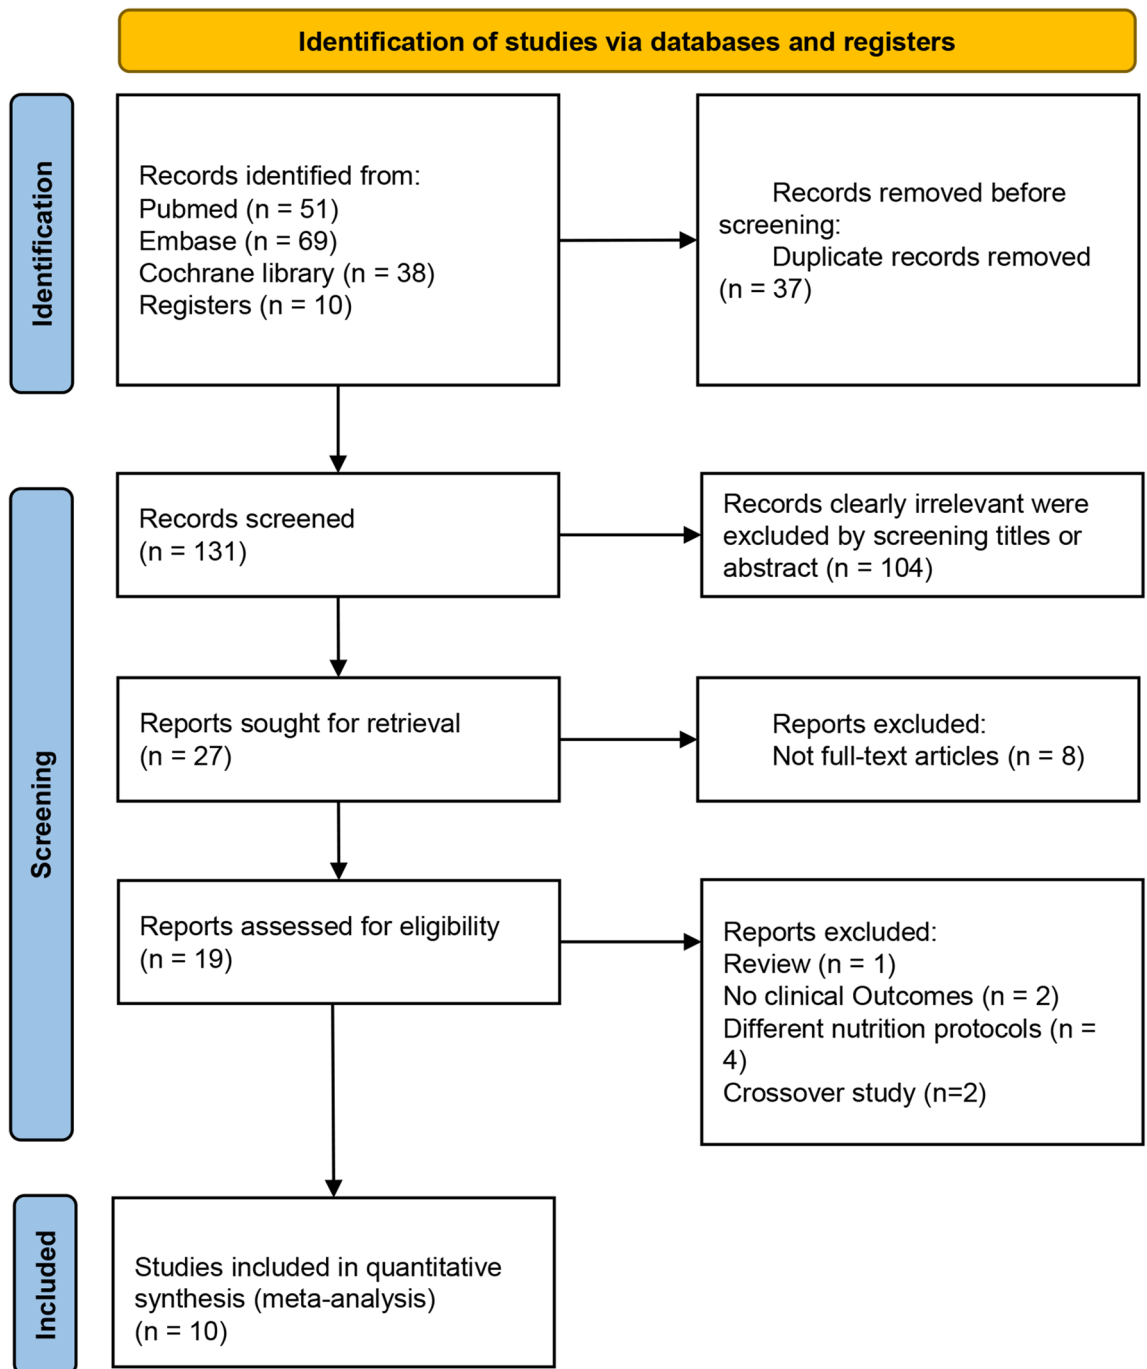 Identification of studies via databases and registers
Identification
Records identified from:
Pubmed (n = 51)
Embase (n = 69)
Cochrane library (n = 38)
Registers (n = 10)
Records removed before
screening:
Duplicate records removed
(n = 37)
Screening
Records screened
(n = 131)
Records clearly irrelevant were
excluded by screening titles or
abstract (n = 104)
Reports sought for retrieval
(n = 27)
Reports excluded:
Not full-text articles (n = 8)
Reports assessed for eligibility
(n = 19)
Reports excluded:
Review (n = 1)
No clinical Outcomes (n = 2)
Different nutrition protocols (n =
4)
Crossover study (n=2)
Included
Studies included in quantitative
synthesis (meta-analysis)
(n = 10)